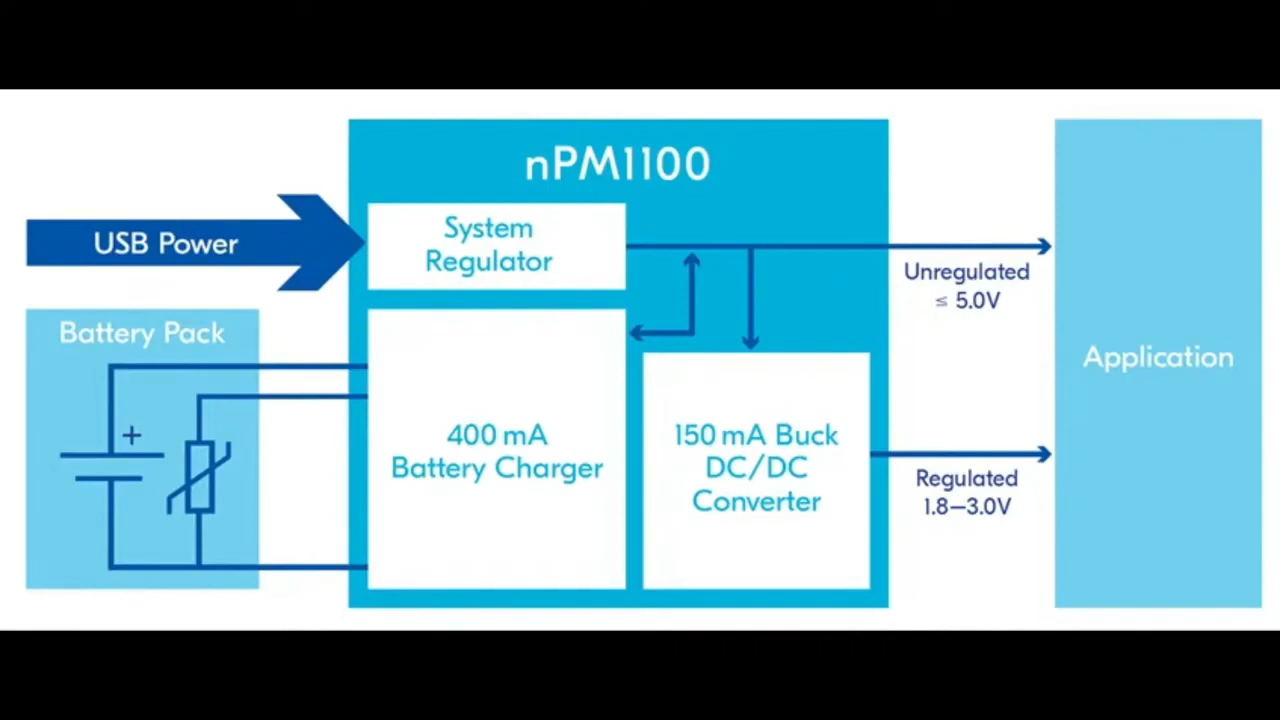 nPM1100
USB Power
System
Regulator
Unregulated
≤ 5.0V
Battery Pack
+
400 mA
Battery Charger
150 mA Buck
DC/DC
Converter
Regulated
1.8–3.0V
Application